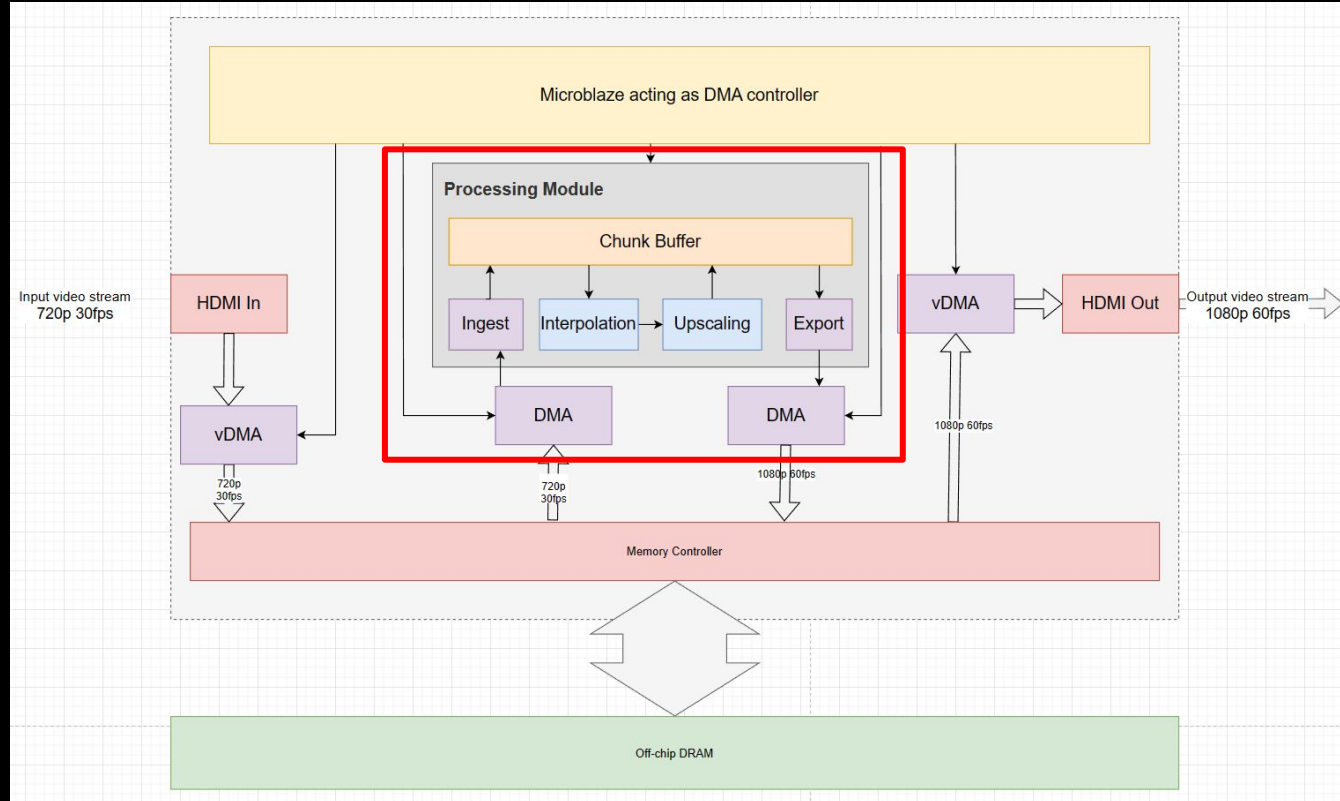 Microblaze acting as DMA controller
Processing Module
Chunk Buffer
Ingest
Interpolation
Upscaling
Export
Input video stream
720p 30fps
HDMI In
vDMA
HDMI Out
Output video stream
1080p 60fps
vDMA
DMA
DMA
720p
30fps
720p
30fps
1080p 60fps
1080p 60fps
Memory Controller
Off-chip DRAM